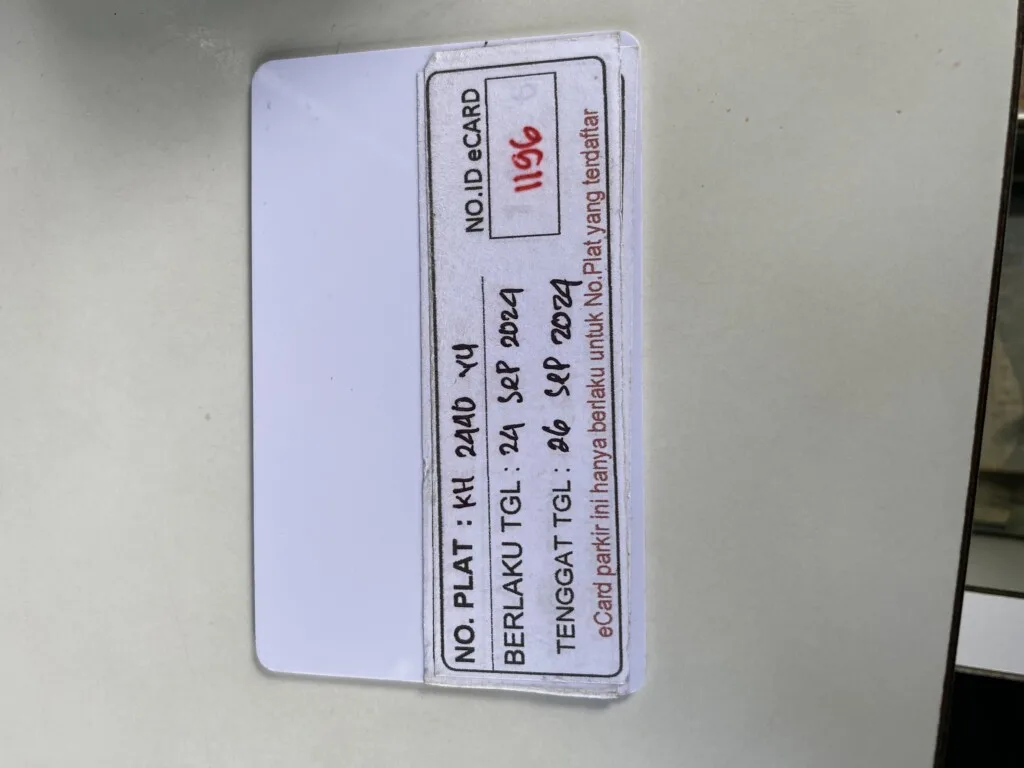 NO. PLAT : KH 2440 YU
NO.ID eCARD
1196
BERLAKU TGL : 24 SEP 2024
TENGGAT TGL : 26 SEP 2024
eCard parkir ini hanya berlaku untuk No.Plat yang terdaftar